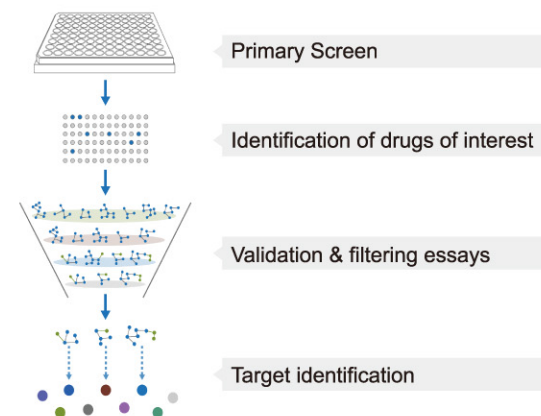 Primary Screen
Identification of drugs of interest
Validation & filtering essays
Target identification